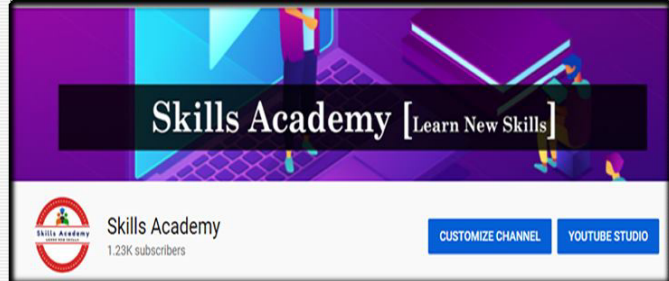 Skills Academy [Learn New Skills]
Skills Academy
LEARN NEW SKILLS
Skills Academy
1.23K subscribers
CUSTOMIZE CHANNEL
YOUTUBE STUDIO